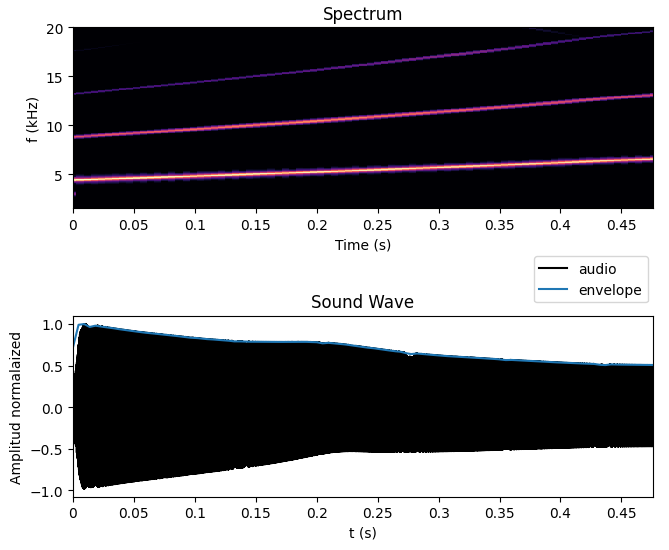 Spectrum
20
15
10
5
f (kHz)
0 0.05 0.1 0.15 0.2 0.25 0.3 0.35 0.4 0.45
Time (s)
audio
envelope
Sound Wave
1.0
0.5
0.0
−0.5
−1.0
Amplitud normalaized
0 0.05 0.1 0.15 0.2 0.25 0.3 0.35 0.4 0.45
t (s)